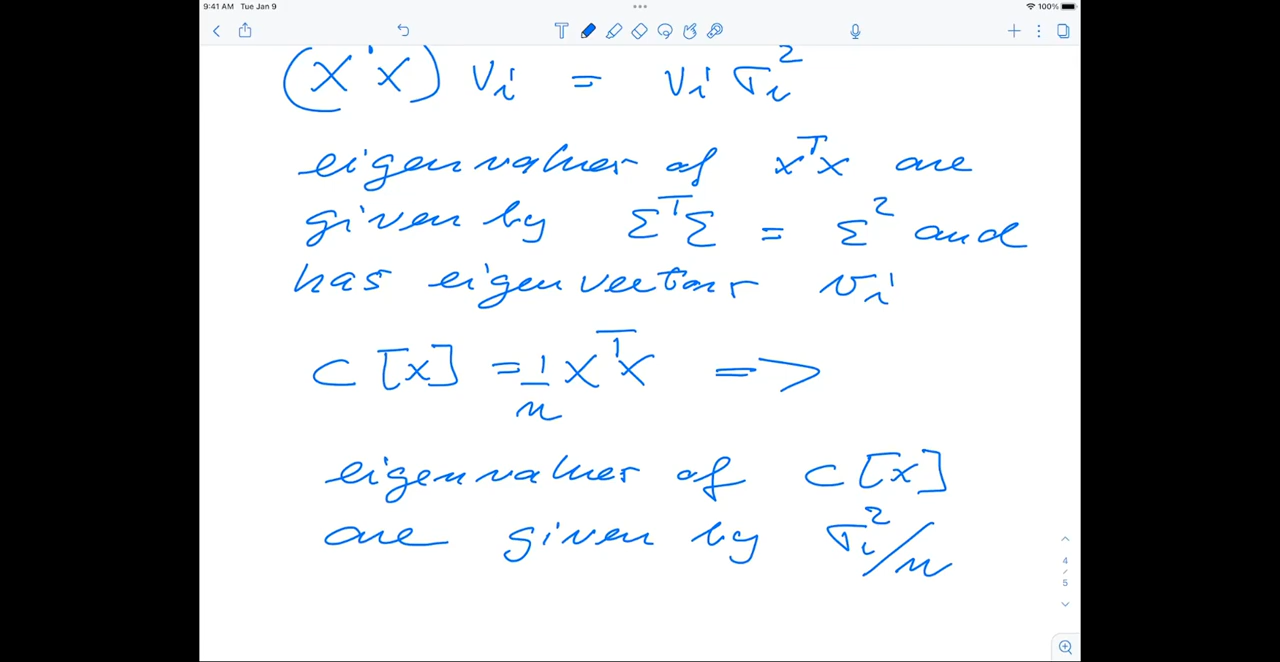 9:41 AM Tue Jan 9
100%
T
(XᵀX) vᵢ = vᵢ σᵢ²
eigenvalues of xᵀx are
given by ΣᵀΣ = Σ² and
has eigenvectors vᵢ
C[x] = 1/n XᵀX =>
eigenvalues of C[x]
are given by σᵢ²/n
4
/
5